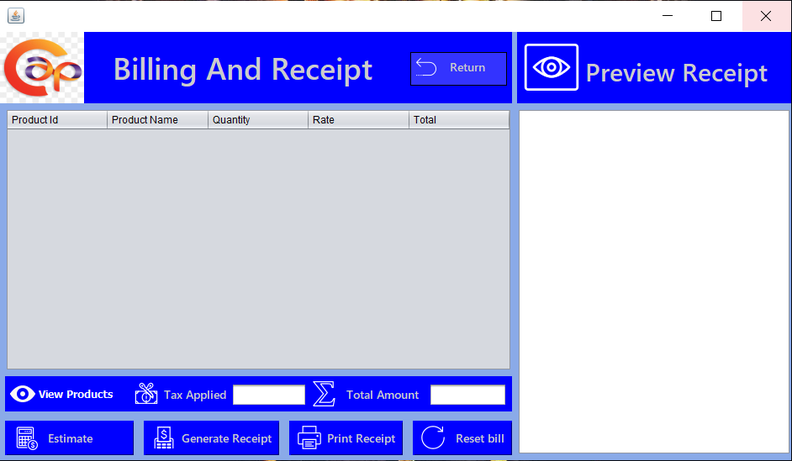 ap
Billing And Receipt
Return
Preview Receipt
Product Id Product Name Quantity Rate Total
View Products Tax Applied Total Amount
Estimate Generate Receipt Print Receipt Reset bill